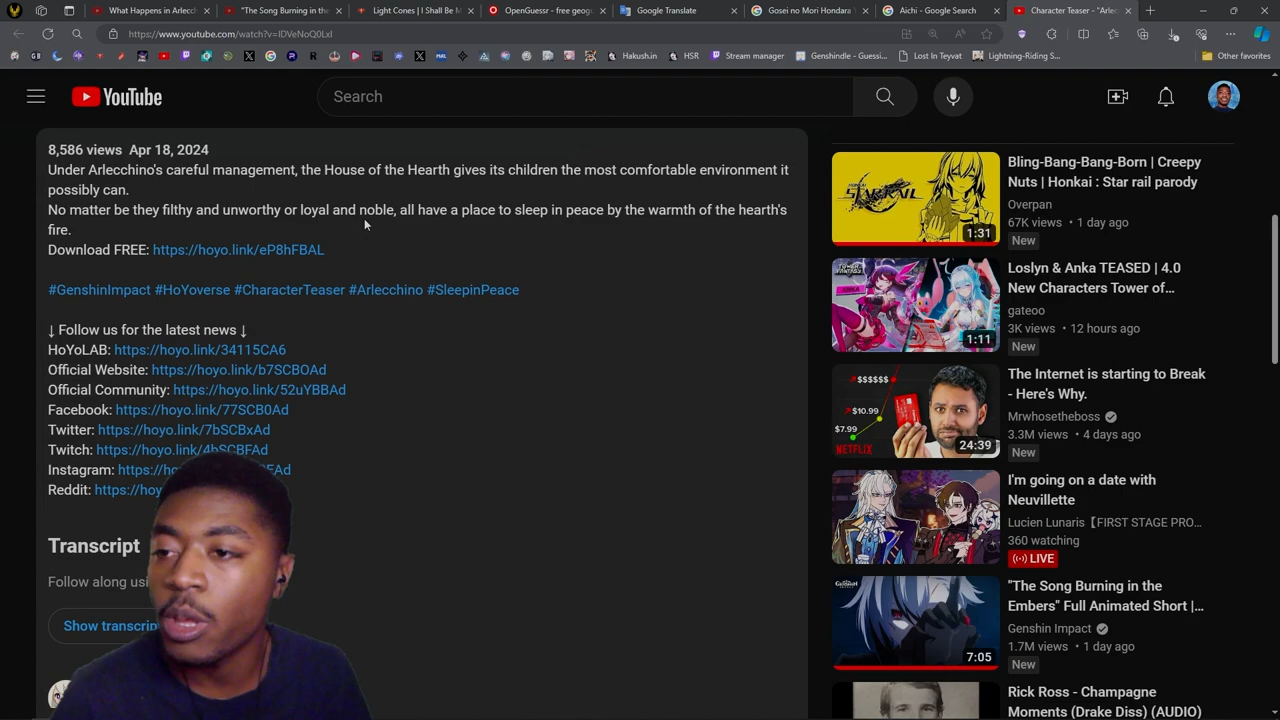 What Happens in Arlecc
"The Song Burning in the
Light Cones | I Shall Be M
OpenGuessr - free geogu
Google Translate
Gosei no Mori Hondara
Aichi - Google Search
Character Teaser - "Arlec
https://www.youtube.com/watch?v=IDVeNoQ0LxI
Hakush.in
HSR
Stream manager
Genshindle - Guessi...
Lost In Teyvat
Lightning-Riding S...
Other favorites
YouTube
Search
8,586 views Apr 18, 2024
Under Arlecchino's careful management, the House of the Hearth gives its children the most comfortable environment it
possibly can.
No matter be they filthy and unworthy or loyal and noble, all have a place to sleep in peace by the warmth of the hearth's
fire.
Download FREE: https://hoyo.link/eP8hFBAL
#GenshinImpact #HoYoverse #CharacterTeaser #Arlecchino #SleepinPeace
↓ Follow us for the latest news ↓
HoYoLAB: https://hoyo.link/34115CA6
Official Website: https://hoyo.link/b7SCBOAd
Official Community: https://hoyo.link/52uYBBAd
Facebook: https://hoyo.link/77SCB0Ad
Twitter: https://hoyo.link/7bSCBxAd
Twitch: https://hoyo.link/4bSCBFAd
Instagram: https://h
Reddit: https://hoy
Transcript
Follow along usi
Show transcrip
Bling-Bang-Bang-Born | Creepy
Nuts | Honkai : Star rail parody
Overpan
67K views • 1 day ago
New
STAR RAIL
1:31
Loslyn & Anka TEASED | 4.0
New Characters Tower of...
gateoo
3K views • 12 hours ago
New
1:11
The Internet is starting to Break
- Here's Why.
Mrwhosetheboss
3.3M views • 4 days ago
New
$$$$$$
$10.99
$7.99
NETFLIX
24:39
I'm going on a date with
Neuvillette
Lucien Lunaris【FIRST STAGE PRO...
360 watching
LIVE
"The Song Burning in the
Embers" Full Animated Short |...
Genshin Impact
1.7M views • 1 day ago
New
7:05
Rick Ross - Champagne
Moments (Drake Diss) (AUDIO)